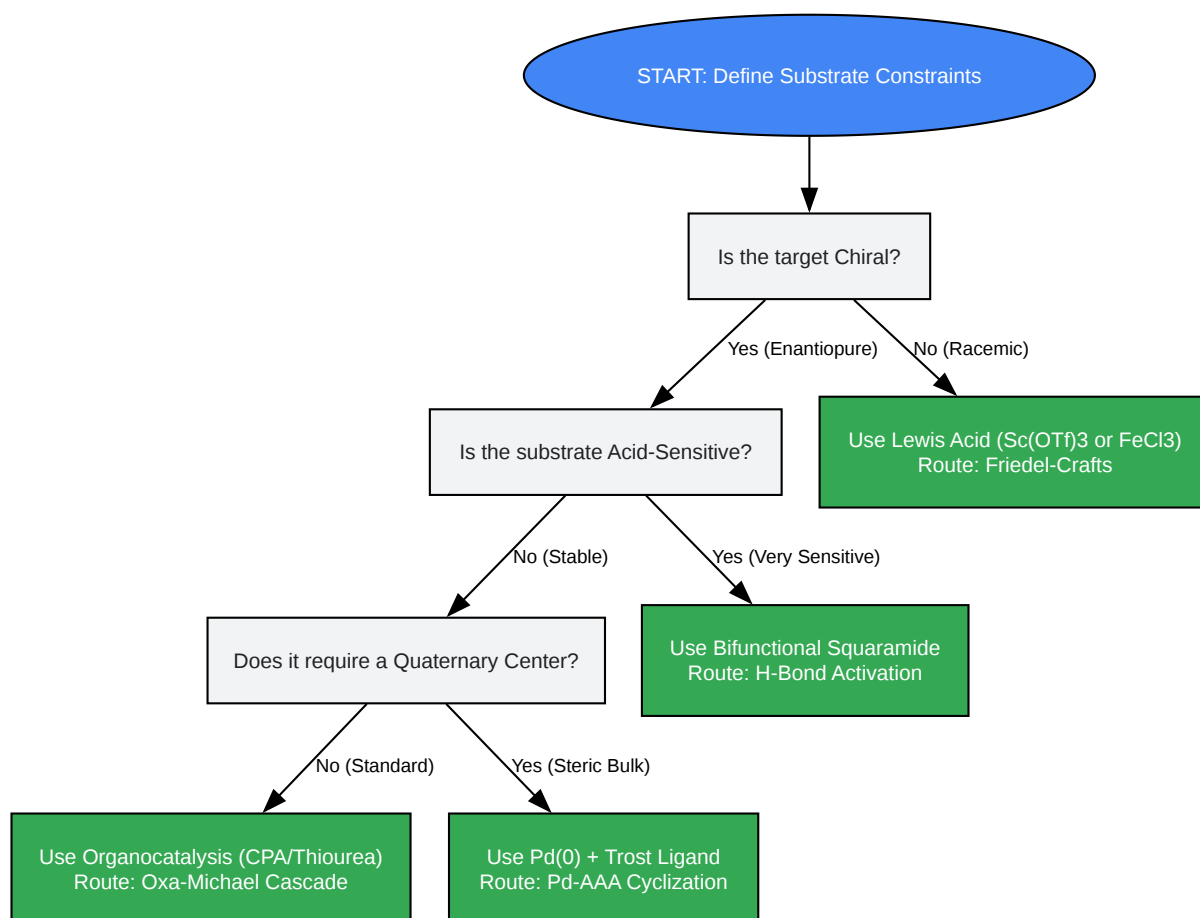 START: Define Substrate Constraints
Is the target Chiral?
Yes (Enantiopure)
No (Racemic)
Is the substrate Acid-Sensitive?
Use Lewis Acid (Sc(OTf)3 or FeCl3)
Route: Friedel-Crafts
No (Stable)
Yes (Very Sensitive)
Does it require a Quaternary Center?
Use Bifunctional Squaramide
Route: H-Bond Activation
No (Standard)
Yes (Steric Bulk)
Use Organocatalysis (CPA/Thiourea)
Route: Oxa-Michael Cascade
Use Pd(0) + Trost Ligand
Route: Pd-AAA Cyclization